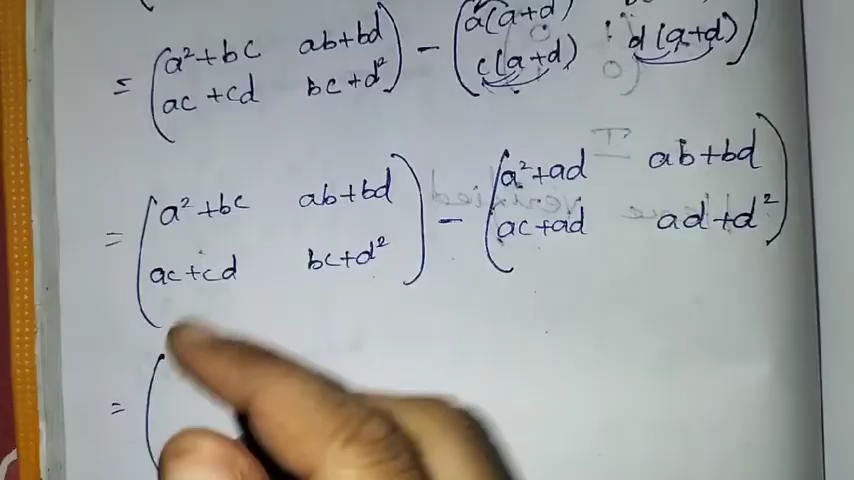 a(a+d)
= (a²+bc ab+bd) - (c(a+d) d(a+d))
ac+cd bc+d²
= (a²+bc ab+bd) - (a²+ad ab+bd)
ac+cd bc+d² ac+ad ad+d²
= (